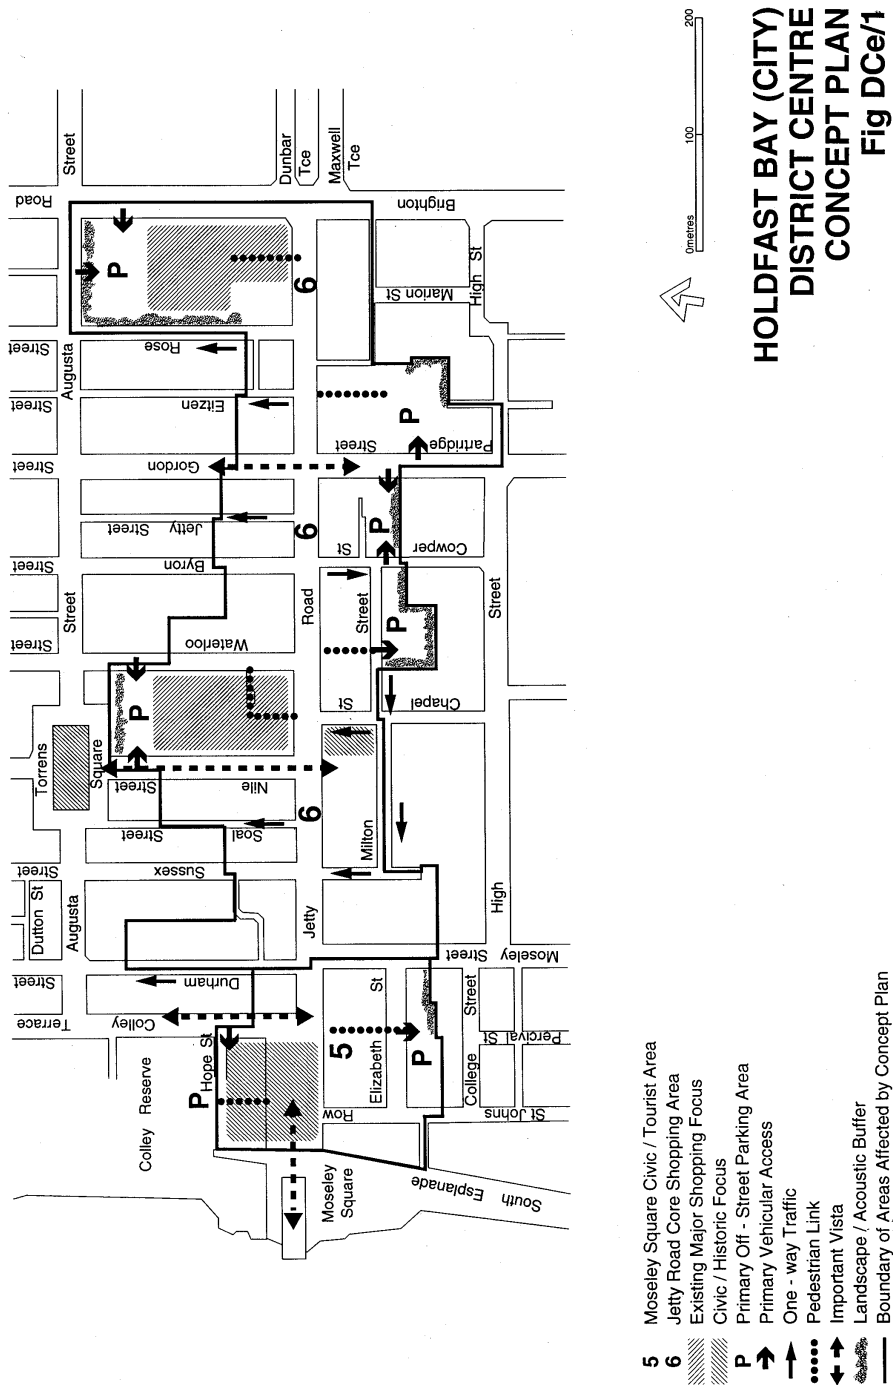 HOLDFAST BAY (CITY)
DISTRICT CENTRE
CONCEPT PLAN
Fig DCe/1
0metres
100
200
5 Moseley Square Civic / Tourist Area
6 Jetty Road Core Shopping Area
Existing Major Shopping Focus
Civic / Historic Focus
P Primary Off - Street Parking Area
Primary Vehicular Access
One - way Traffic
Pedestrian Link
Important Vista
Landscape / Acoustic Buffer
Boundary of Areas Affected by Concept Plan
Terrace
Street
Street
Street
Street
Street
Street
Street
Road
Dutton St
Torrens
Square
Augusta
Street
Augusta
Street
Colley Reserve
Colley
Durham
Sussex
Soal
Street
Nile
Street
Waterloo
Byron
Jetty
Street
Gordon
Eitzen
Rose
P
Hope St
P
P
5
6
6
6
Jetty
Road
Dunbar
Tce
Maxwell
Tce
Brighton
Moseley
Square
Row
Elizabeth
St
Milton
Street
St
Chapel
St
Cowper
Street
Partridge
Marion St
High St
P
P
P
P
South
Esplanade
St Johns
College
Street
Percival
St
Moseley
Street
High
Street